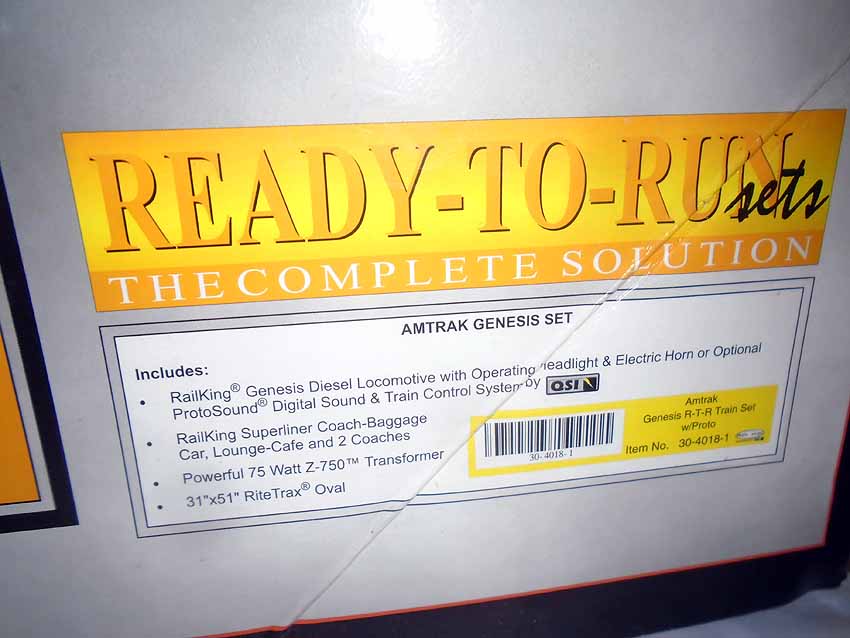 READY-TO-RUN
sets
THE COMPLETE SOLUTION
AMTRAK GENESIS SET
Includes:
• RailKing® Genesis Diesel Locomotive with Operating Headlight & Electric Horn or Optional
ProtoSound® Digital Sound & Train Control System by QSI
• RailKing Superliner Coach-Baggage
Car, Lounge-Cafe and 2 Coaches
• Powerful 75 Watt Z-750™ Transformer
• 31"x51" RiteTrax® Oval
Amtrak
Genesis R-T-R Train Set
w/Proto
Item No. 30-4018-1
30-4018-1